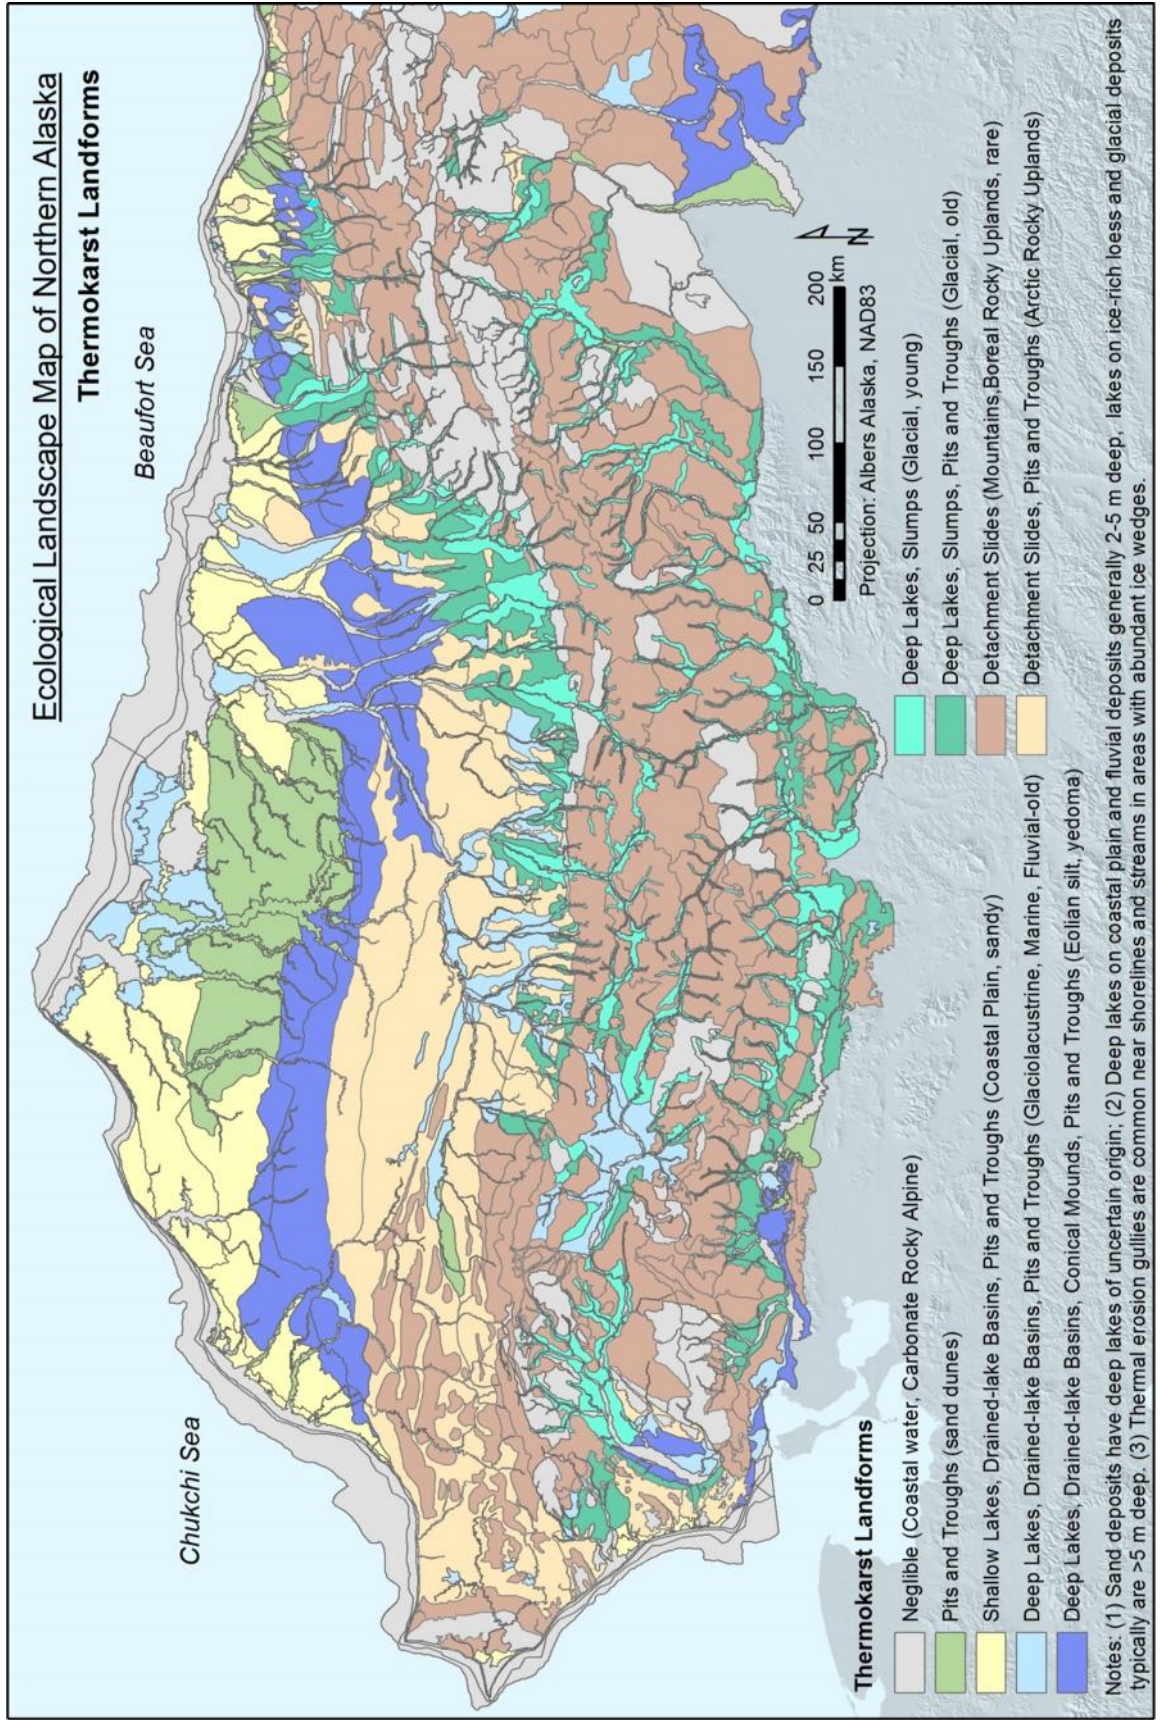 Ecological Landscape Map of Northern Alaska
Thermokarst Landforms
Beaufort Sea
Chukchi Sea
N
0 25 50 100 150 200
km
Projection: Albers Alaska, NAD83
Thermokarst Landforms
Neglible (Coastal water, Carbonate Rocky Alpine)
Pits and Troughs (sand dunes)
Shallow Lakes, Drained-lake Basins, Pits and Troughs (Coastal Plain, sandy)
Deep Lakes, Drained-lake Basins, Pits and Troughs (Glaciolacustrine, Marine, Fluvial-old)
Deep Lakes, Drained-lake Basins, Conical Mounds, Pits and Troughs (Eolian silt, yedoma)
Deep Lakes, Slumps (Glacial, young)
Deep Lakes, Slumps, Pits and Troughs (Glacial, old)
Detachment Slides (Mountains,Boreal Rocky Uplands, rare)
Detachment Slides, Pits and Troughs (Arctic Rocky Uplands)
Notes: (1) Sand deposits have deep lakes of uncertain origin; (2) Deep lakes on coastal plain and fluvial deposits generally 2-5 m deep, lakes on ice-rich loess and glacial deposits
typically are >5 m deep. (3) Thermal erosion gullies are common near shorelines and streams in areas with abundant ice wedges.